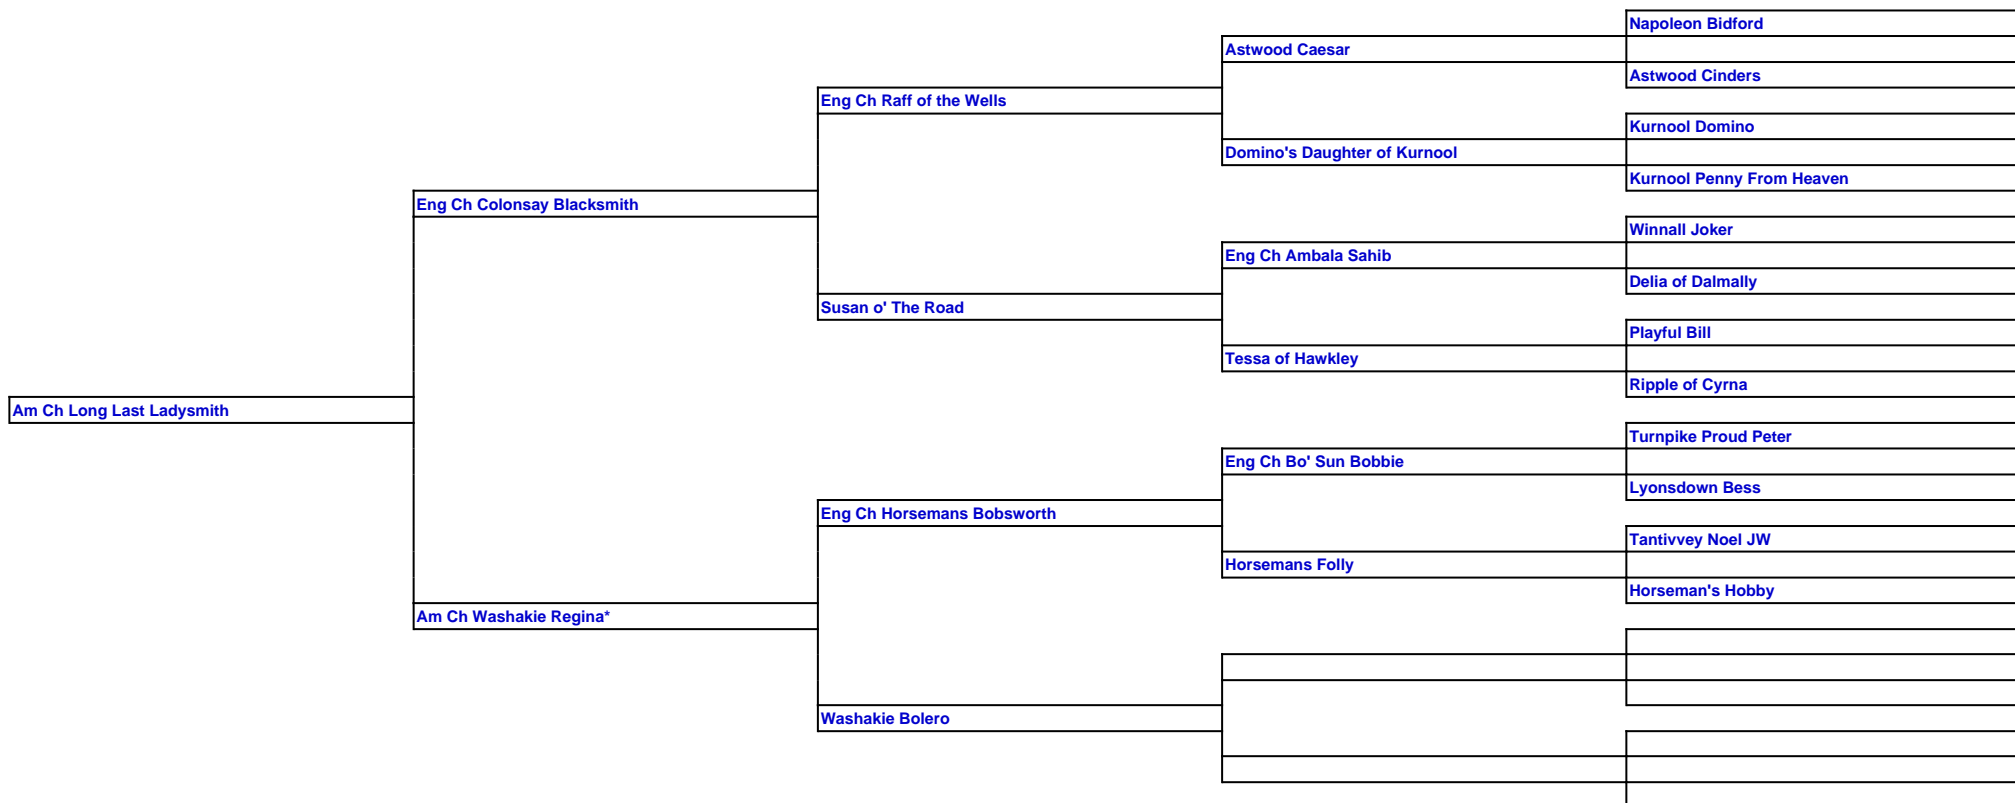 Napoleon Bidford
Astwood Caesar
Astwood Cinders
Eng Ch Raff of the Wells
Kurnool Domino
Domino's Daughter of Kurnool
Kurnool Penny From Heaven
Eng Ch Colonsay Blacksmith
Winnall Joker
Eng Ch Ambala Sahib
Delia of Dalmally
Susan o' The Road
Playful Bill
Tessa of Hawkley
Ripple of Cyrna
Am Ch Long Last Ladysmith
Turnpike Proud Peter
Eng Ch Bo' Sun Bobbie
Lyonsdown Bess
Eng Ch Horsemans Bobsworth
Tantivvey Noel JW
Horsemans Folly
Horseman's Hobby
Am Ch Washakie Regina*
Washakie Bolero